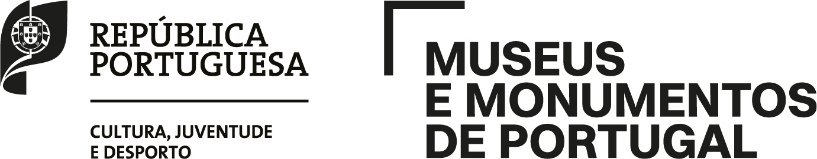 REPÚBLICA
PORTUGUESA
CULTURA, JUVENTUDE
E DESPORTO
MUSEUS
E MONUMENTOS
DE PORTUGAL